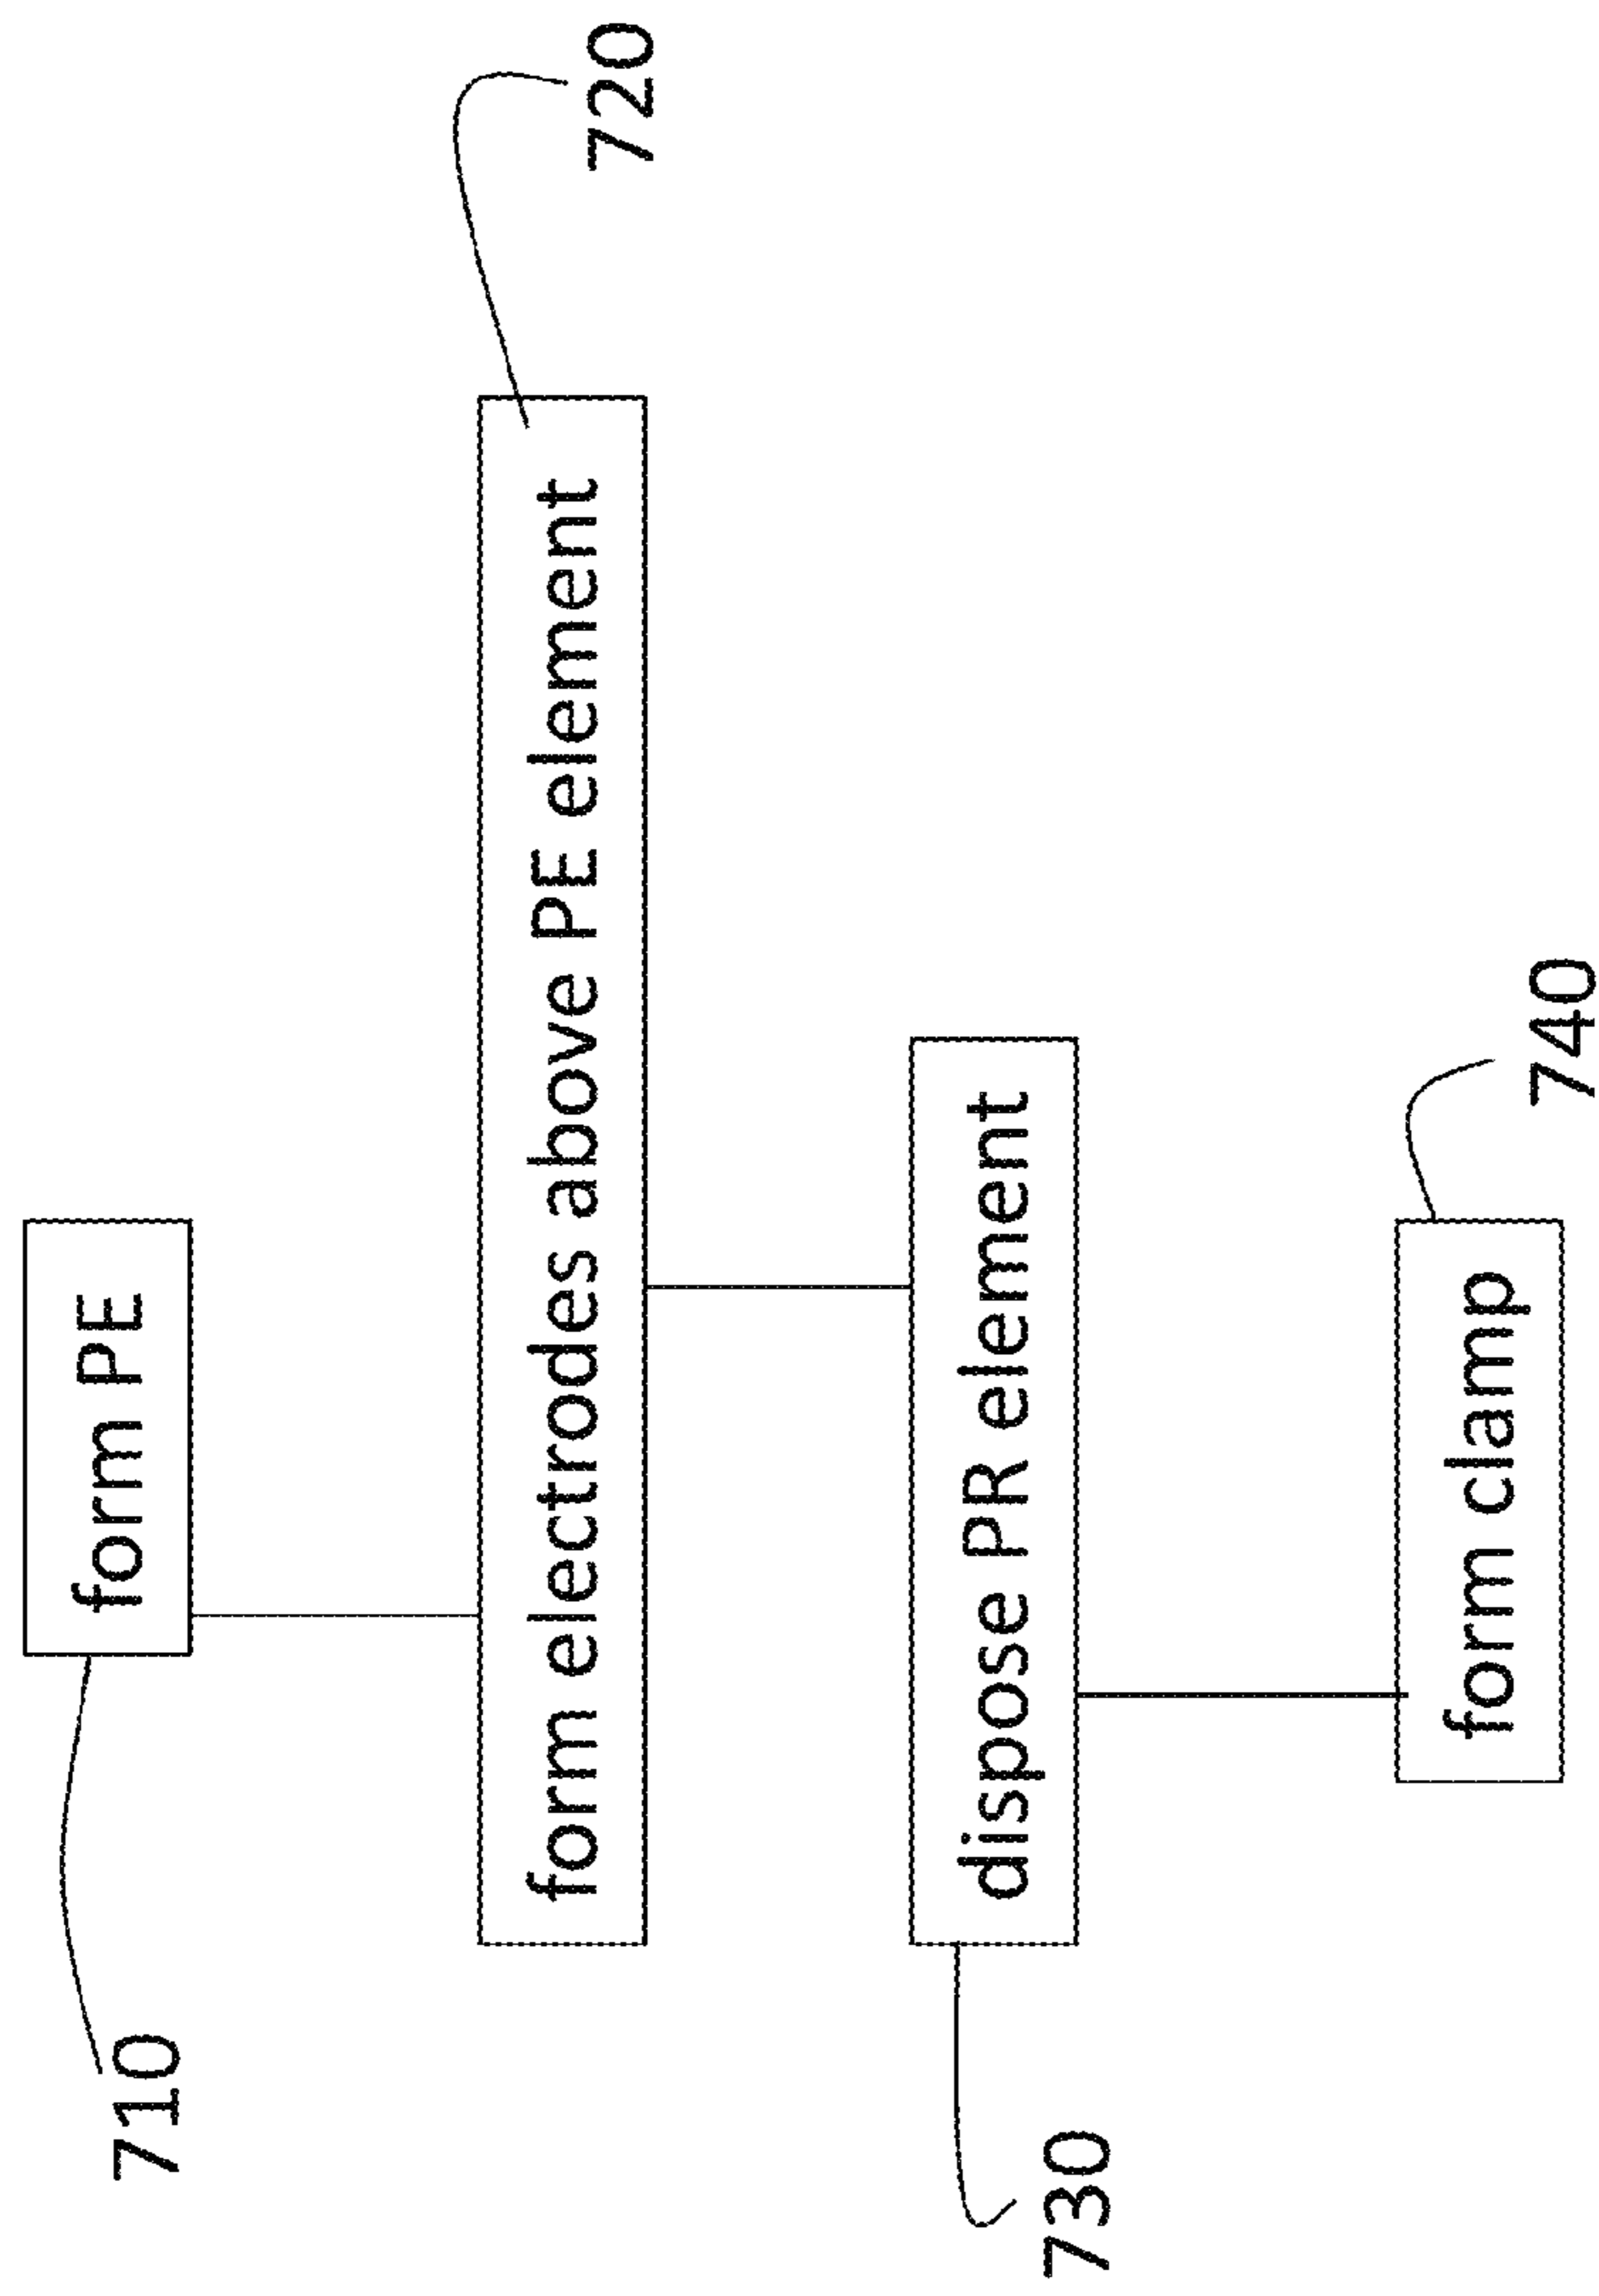 710
form PE
form electrodes above PE element
720
730
dispose PR element
form clamp
740